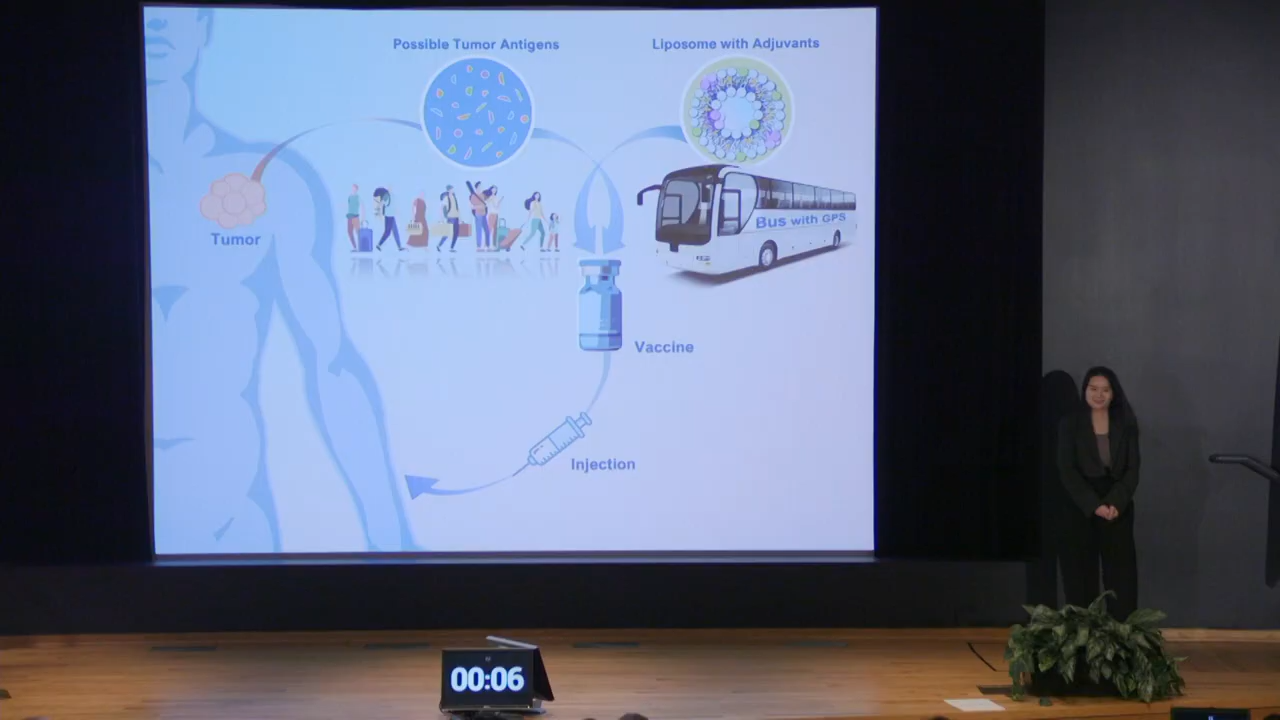 Possible Tumor Antigens
Liposome with Adjuvants
Bus with GPS
Tumor
Vaccine
Injection
00:06